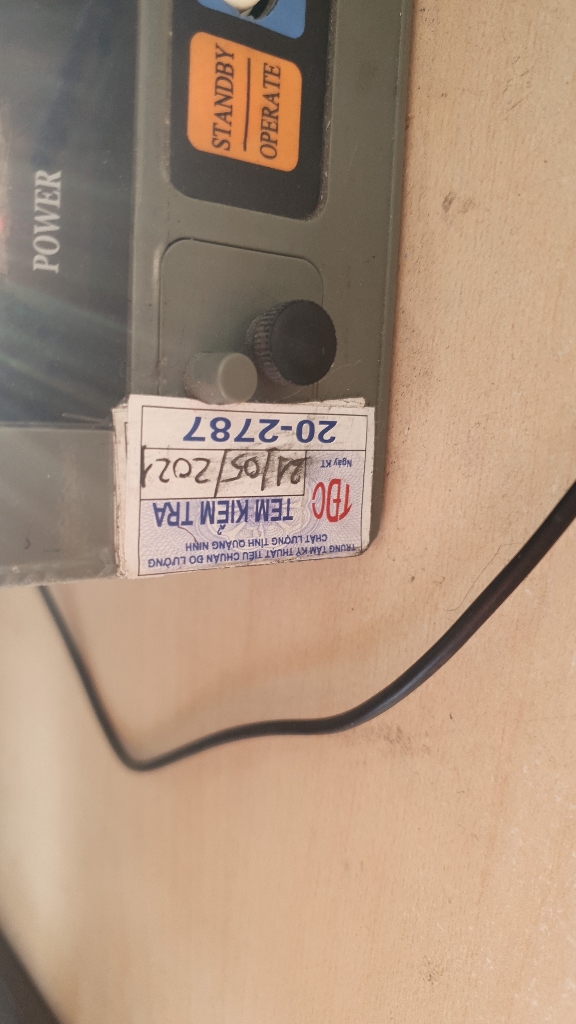 STANDBY
OPERATE
POWER
TRUNG TÂM KỸ THUẬT TIÊU CHUẨN ĐO LƯỜNG
CHẤT LƯỢNG TỈNH QUẢNG NINH
TĐC
TEM KIỂM TRA
Ngày KT
21/05/2021
20-2787